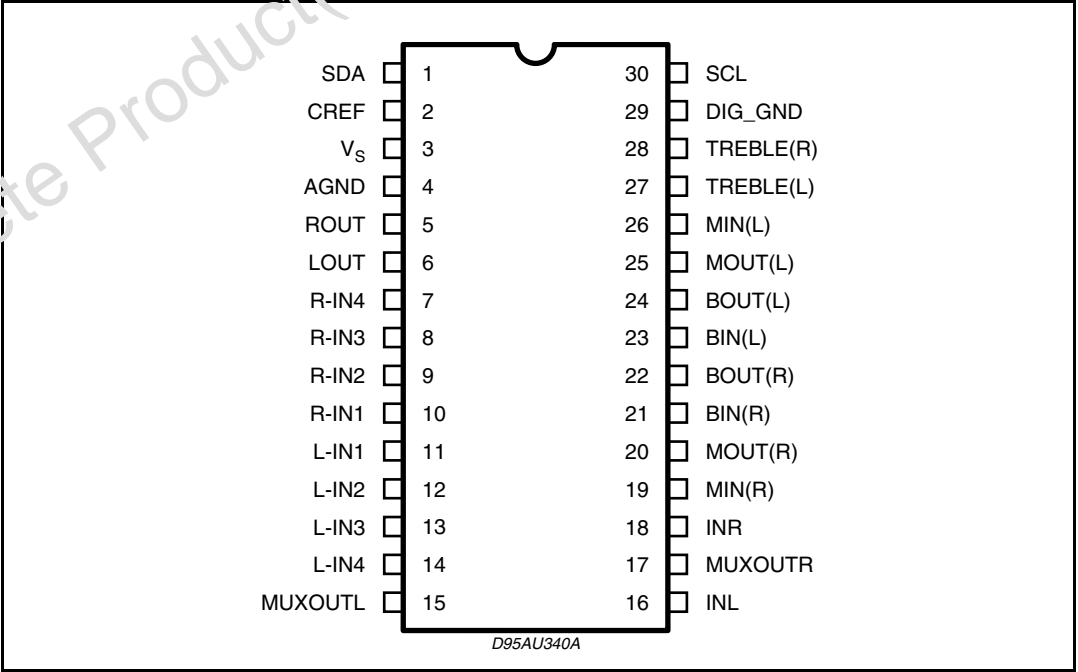 ete Product(
SDA 1 30 SCL
CREF 2 29 DIG_GND
VS 3 28 TREBLE(R)
AGND 4 27 TREBLE(L)
ROUT 5 26 MIN(L)
LOUT 6 25 MOUT(L)
R-IN4 7 24 BOUT(L)
R-IN3 8 23 BIN(L)
R-IN2 9 22 BOUT(R)
R-IN1 10 21 BIN(R)
L-IN1 11 20 MOUT(R)
L-IN2 12 19 MIN(R)
L-IN3 13 18 INR
L-IN4 14 17 MUXOUTR
MUXOUTL 15 16 INL
D95AU340A